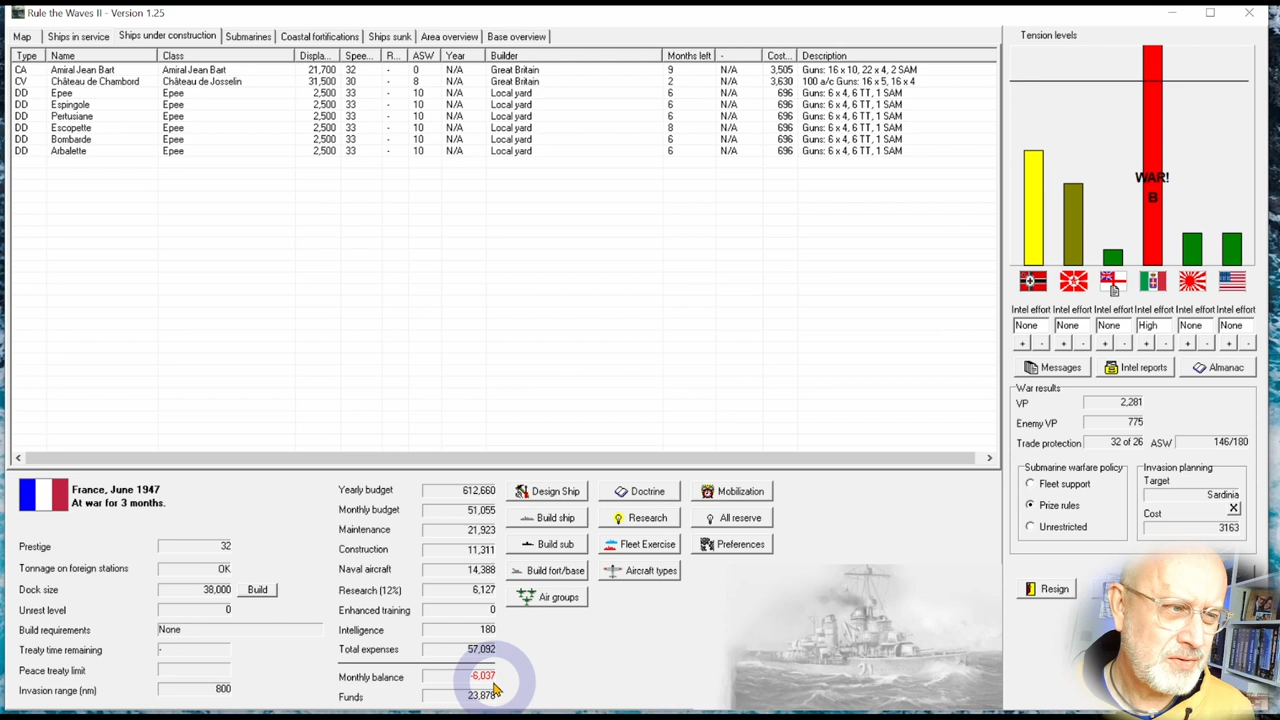 Rule the Waves II - Version 1.25
Map Ships in service Ships under construction Submarines Coastal fortifications Ships sunk Area overview Base overview
Type Name Class Displa... Spee... R... ASW Year Builder Months left - Cost... Description
CA Amiral Jean Bart Amiral Jean Bart 21,700 32 - 0 N/A Great Britain 9 N/A 3,505 Guns: 16 x 10, 22 x 4, 2 SAM
CV Château de Chambord Château de Josselin 31,500 30 - 8 N/A Great Britain 2 N/A 3,630 100 a/c Guns: 16 x 5, 16 x 4
DD Epee Epee 2,500 33 - 10 N/A Local yard 6 N/A 696 Guns: 6 x 4, 6 TT, 1 SAM
DD Espingole Epee 2,500 33 - 10 N/A Local yard 6 N/A 696 Guns: 6 x 4, 6 TT, 1 SAM
DD Pertusiane Epee 2,500 33 - 10 N/A Local yard 6 N/A 696 Guns: 6 x 4, 6 TT, 1 SAM
DD Escopette Epee 2,500 33 - 10 N/A Local yard 8 N/A 696 Guns: 6 x 4, 6 TT, 1 SAM
DD Bombarde Epee 2,500 33 - 10 N/A Local yard 6 N/A 696 Guns: 6 x 4, 6 TT, 1 SAM
DD Arbalette Epee 2,500 33 - 10 N/A Local yard 6 N/A 696 Guns: 6 x 4, 6 TT, 1 SAM
Tension levels
WAR!
B
Intel effort Intel effort Intel effort Intel effort Intel effort Intel effort
None None None High None None
+ - + - + - + - + - + -
Messages Intel reports Almanac
War results
VP 2,281
Enemy VP 775
Trade protection 32 of 26 ASW 146/180
Submarine warfare policy
Fleet support
Prize rules
Unrestricted
Invasion planning
Target
Sardinia
Cost X
3163
Resign
France, June 1947
At war for 3 months.
Prestige 32
Tonnage on foreign stations OK
Dock size 38,000 Build
Unrest level 0
Build requirements None
Treaty time remaining -
Peace treaty limit
Invasion range (nm) 800
Yearly budget 612,660
Monthly budget 51,055
Maintenance 21,923
Construction 11,311
Naval aircraft 14,388
Research (12%) 6,127
Enhanced training 0
Intelligence 180
Total expenses 57,092
Monthly balance -6,037
Funds 23,878
Design Ship Doctrine Mobilization
Build ship Research All reserve
Build sub Fleet Exercise Preferences
Build fort/base Aircraft types
Air groups
71